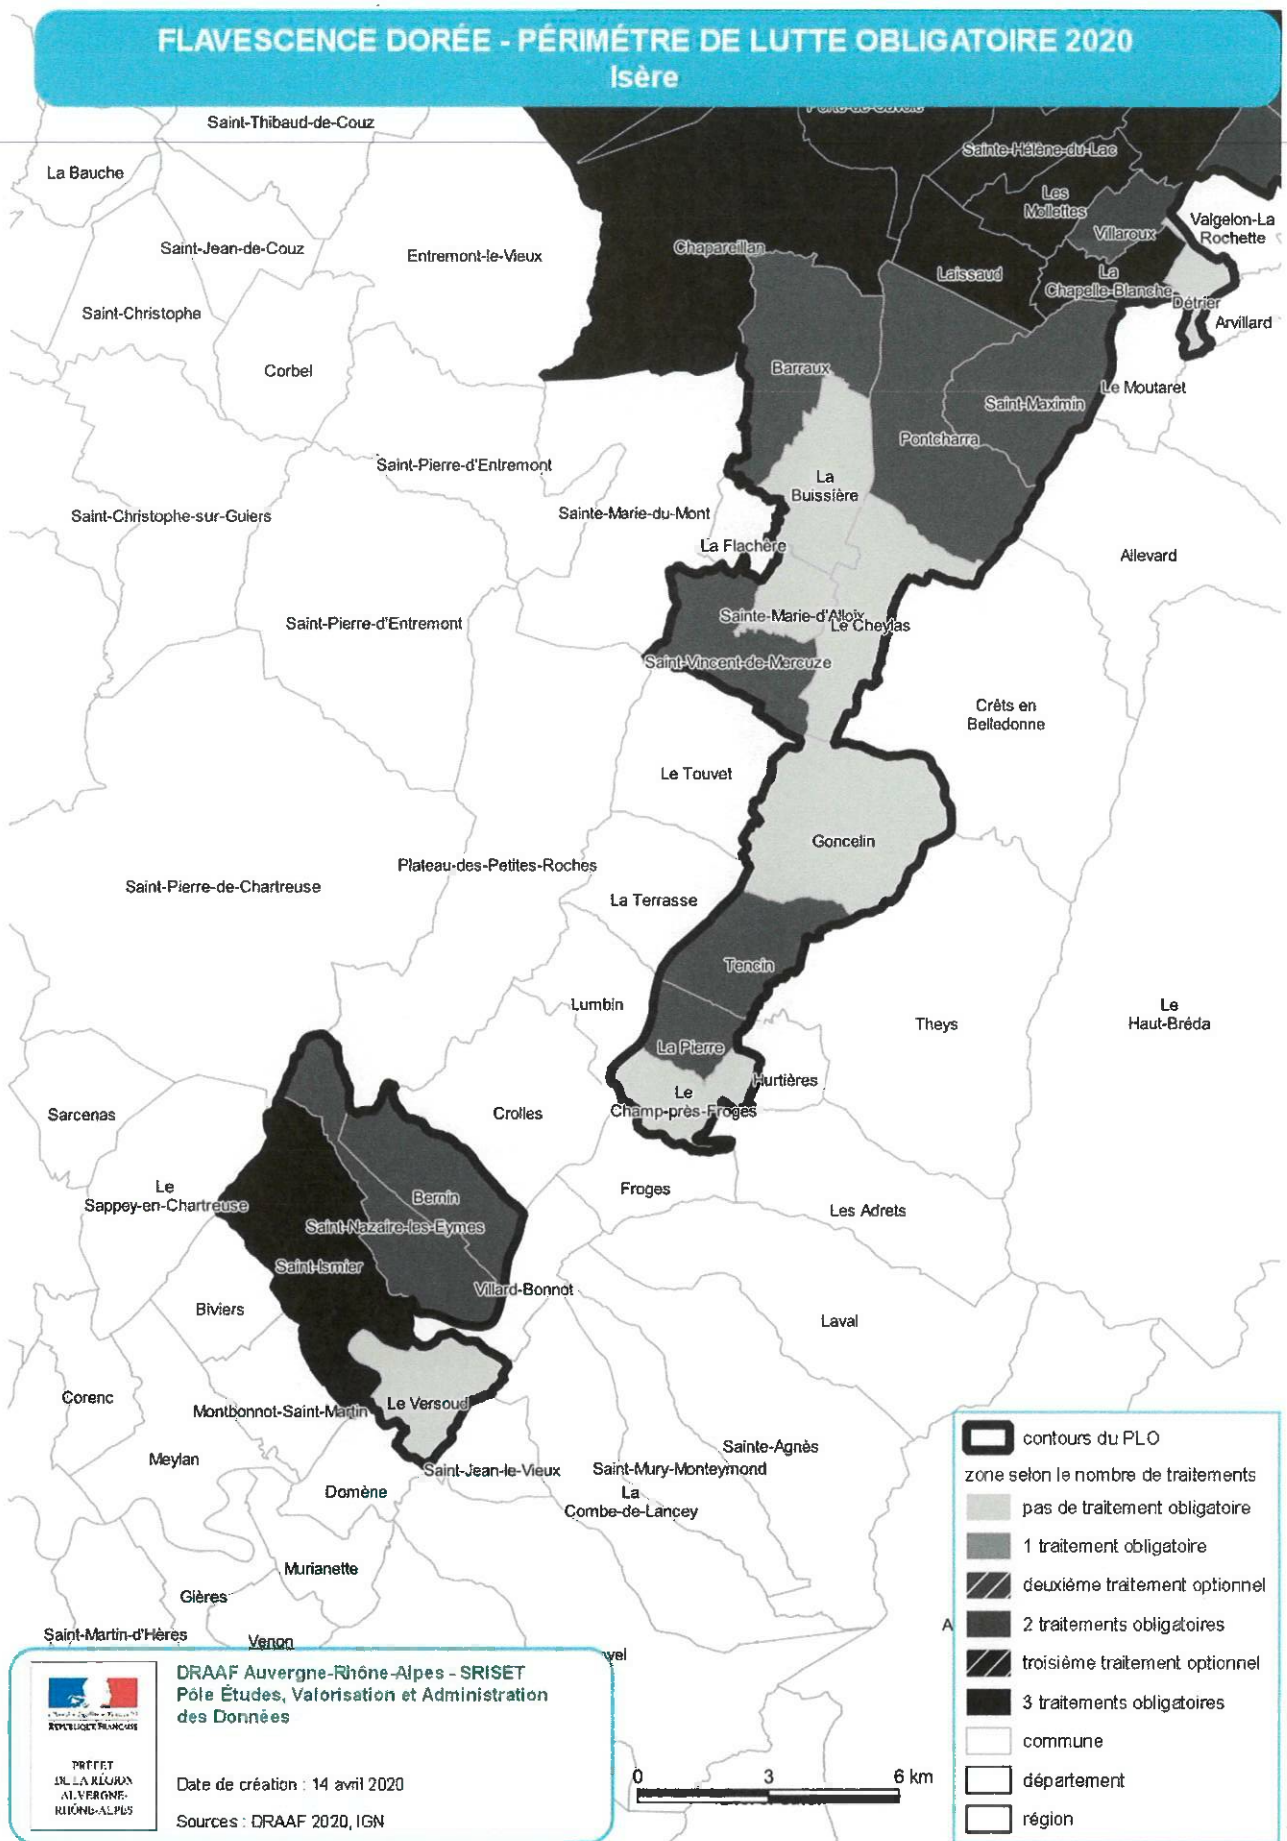 FLAVESCENCE DORÉE - PÉRIMÉTRE DE LUTTE OBLIGATOIRE 2020
Isère
Saint-Thibaud-de-Couz
La Bauche
Sainte-Hélène-du-Lac
Les
Mollettes
Valgelon-La
Rochette
Villaroux
Saint-Jean-de-Couz
Entremont-le-Vieux
Chapareillan
Laissaud
La
Chapelle-Blanche
Détrier
Arvillard
Saint-Christophe
Corbel
Barraux
Le Moutaret
Saint-Maximin
Pontcharra
Saint-Pierre-d'Entremont
La
Buissière
Saint-Christophe-sur-Guiers
Sainte-Marie-du-Mont
La Flachère
Allevard
Saint-Pierre-d'Entremont
Sainte-Marie-d'Alloix
Le Cheylas
Saint-Vincent-de-Mercuze
Crêts en
Belledonne
Le Touvet
Goncelin
Plateau-des-Petites-Roches
Saint-Pierre-de-Chartreuse
La Terrasse
Tencin
Lumbin
Theys
Le
Haut-Bréda
La Pierre
Hurtières
Le
Champ-près-Froges
Sarcenas
Crolles
Le
Sappey-en-Chartreuse
Froges
Bernin
Les Adrets
Saint-Nazaire-les-Eymes
Saint-Ismier
Villard-Bonnot
Biviers
Laval
Corenc
Le Versoud
Montbonnot-Saint-Martin
Meylan
Sainte-Agnès
Saint-Jean-le-Vieux
Saint-Mury-Monteymond
Domène
La
Combe-de-Lancey
Murianette
Gières
Saint-Martin-d'Hères
Venon
contours du PLO
zone selon le nombre de traitements
pas de traitement obligatoire
1 traitement obligatoire
deuxième traitement optionnel
2 traitements obligatoires
troisième traitement optionnel
3 traitements obligatoires
commune
département
région
DRAAF Auvergne-Rhône-Alpes - SRISET
Pôle Études, Valorisation et Administration
des Données
RÉPUBLIQUE FRANÇAISE
PRÉFET
DE LA RÉGION
AUVERGNE-
RHÔNE-ALPES
Date de création : 14 avril 2020
Sources : DRAAF 2020, IGN
0 3 6 km